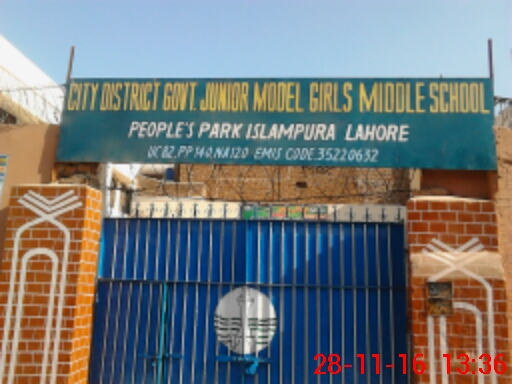 CITY DISTRICT GOVT. JUNIOR MODEL GIRLS MIDDLE SCHOOL
PEOPLE'S PARK ISLAMPURA LAHORE
UC82,PP140,NA120 EMIS CODE.35220632
28-11-16 13:36